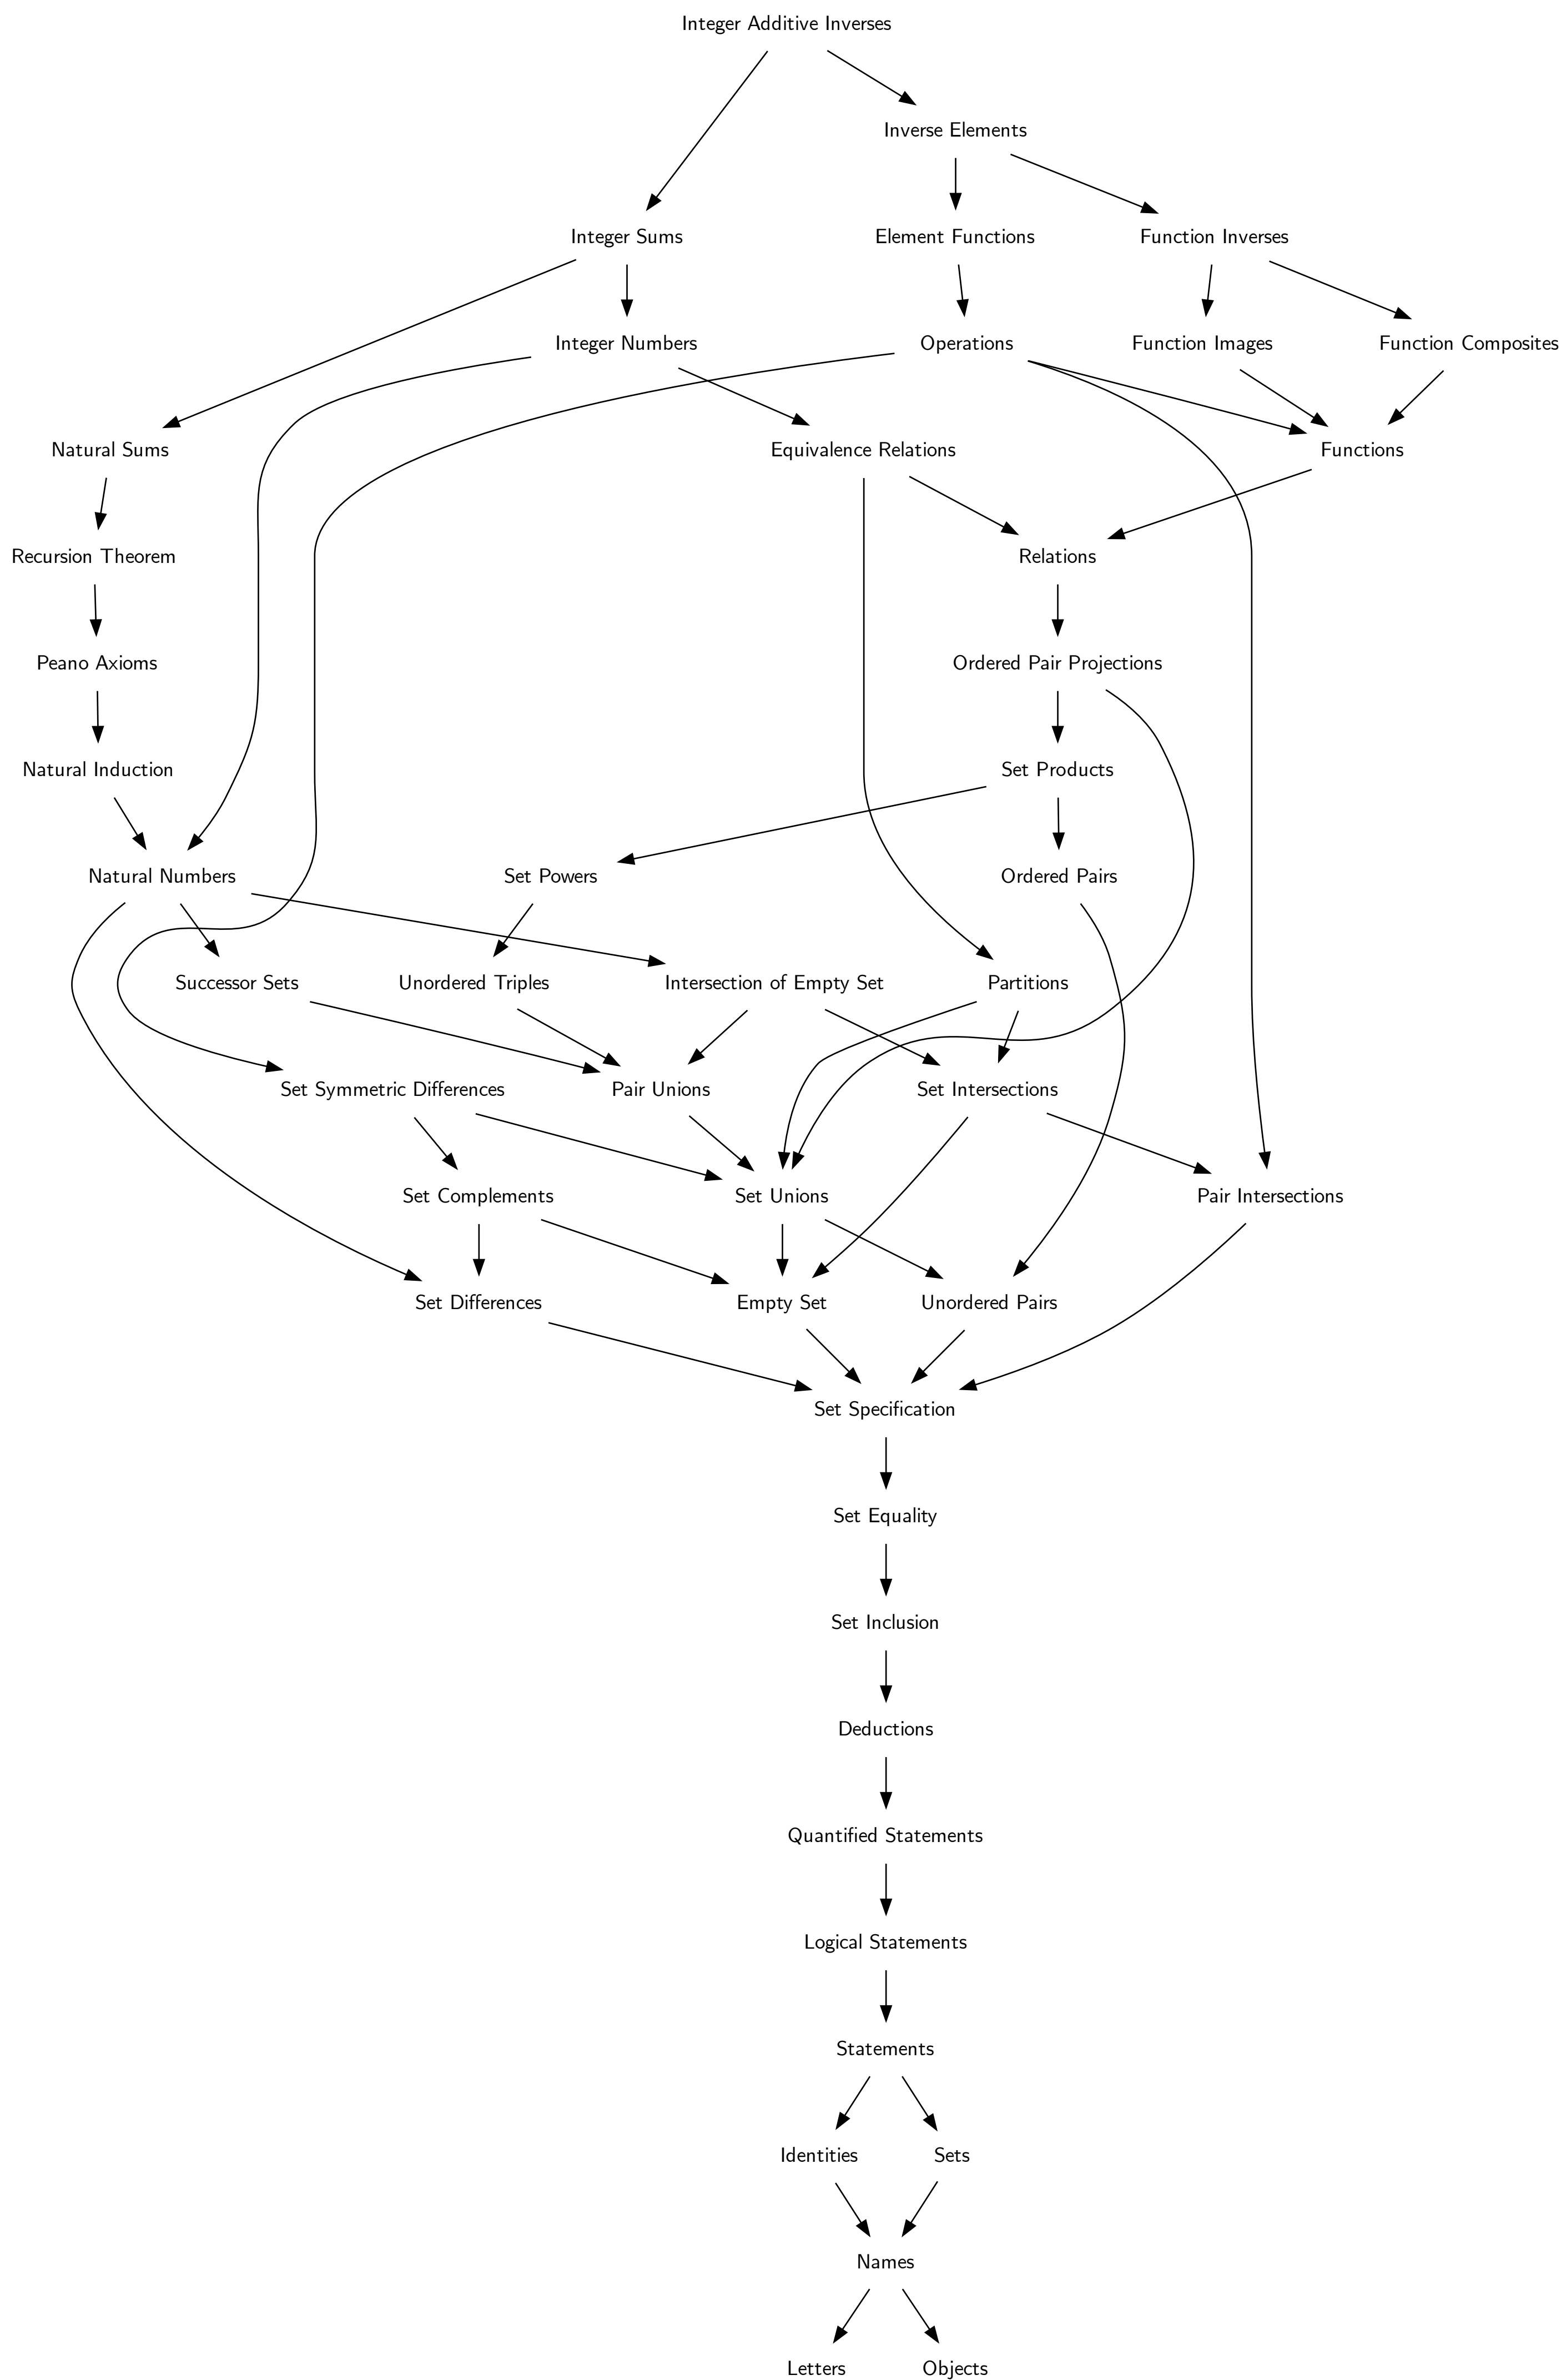 Integer Additive Inverses
Inverse Elements
Integer Sums
Element Functions
Function Inverses
Integer Numbers
Operations
Function Images
Function Composites
Natural Sums
Equivalence Relations
Functions
Recursion Theorem
Relations
Peano Axioms
Ordered Pair Projections
Natural Induction
Set Products
Natural Numbers
Set Powers
Ordered Pairs
Successor Sets
Unordered Triples
Intersection of Empty Set
Partitions
Set Symmetric Differences
Pair Unions
Set Intersections
Set Complements
Set Unions
Pair Intersections
Set Differences
Empty Set
Unordered Pairs
Set Specification
Set Equality
Set Inclusion
Deductions
Quantified Statements
Logical Statements
Statements
Identities
Sets
Names
Letters
Objects